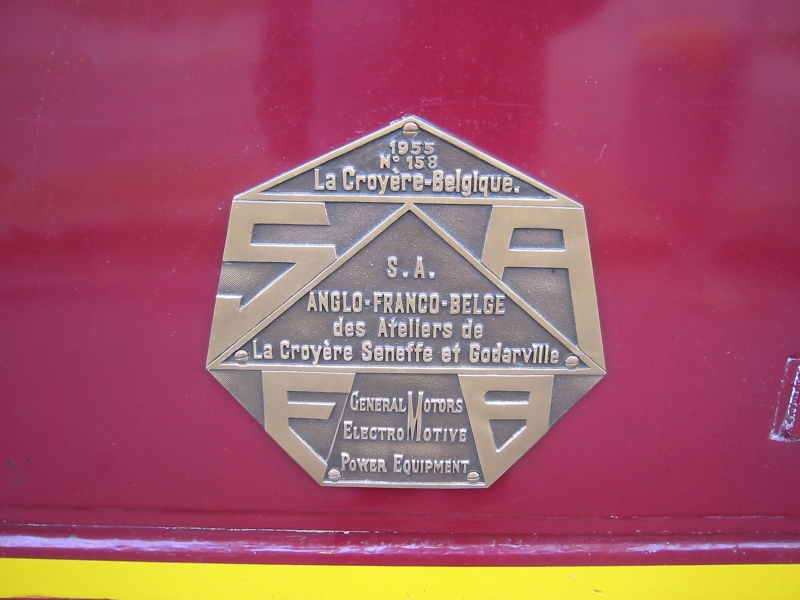 1955
N° 158
La Croyère-Belgique.
S A
S. A.
ANGLO-FRANCO-BELGE
des Ateliers de
La Croyère Seneffe et Godarville
F B
GENERAL MOTORS
ELECTRO MOTIVE
POWER EQUIPMENT